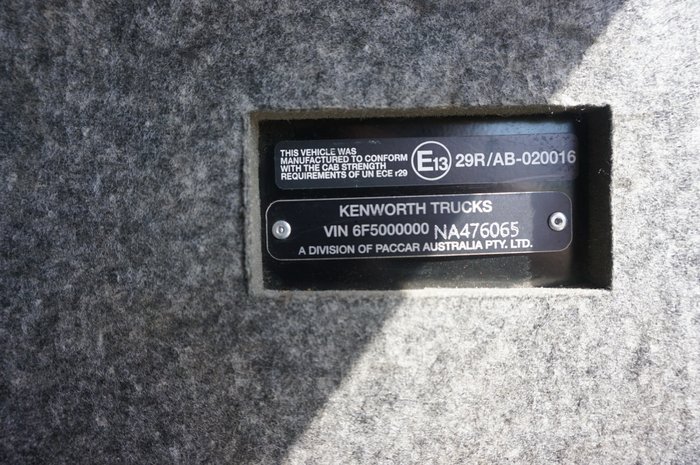 THIS VEHICLE WAS
MANUFACTURED TO CONFORM
WITH THE CAB STRENGTH
REQUIREMENTS OF UN ECE r29
E13 29R/AB-020016
KENWORTH TRUCKS
VIN 6F5000000 NA476065
A DIVISION OF PACCAR AUSTRALIA PTY. LTD.